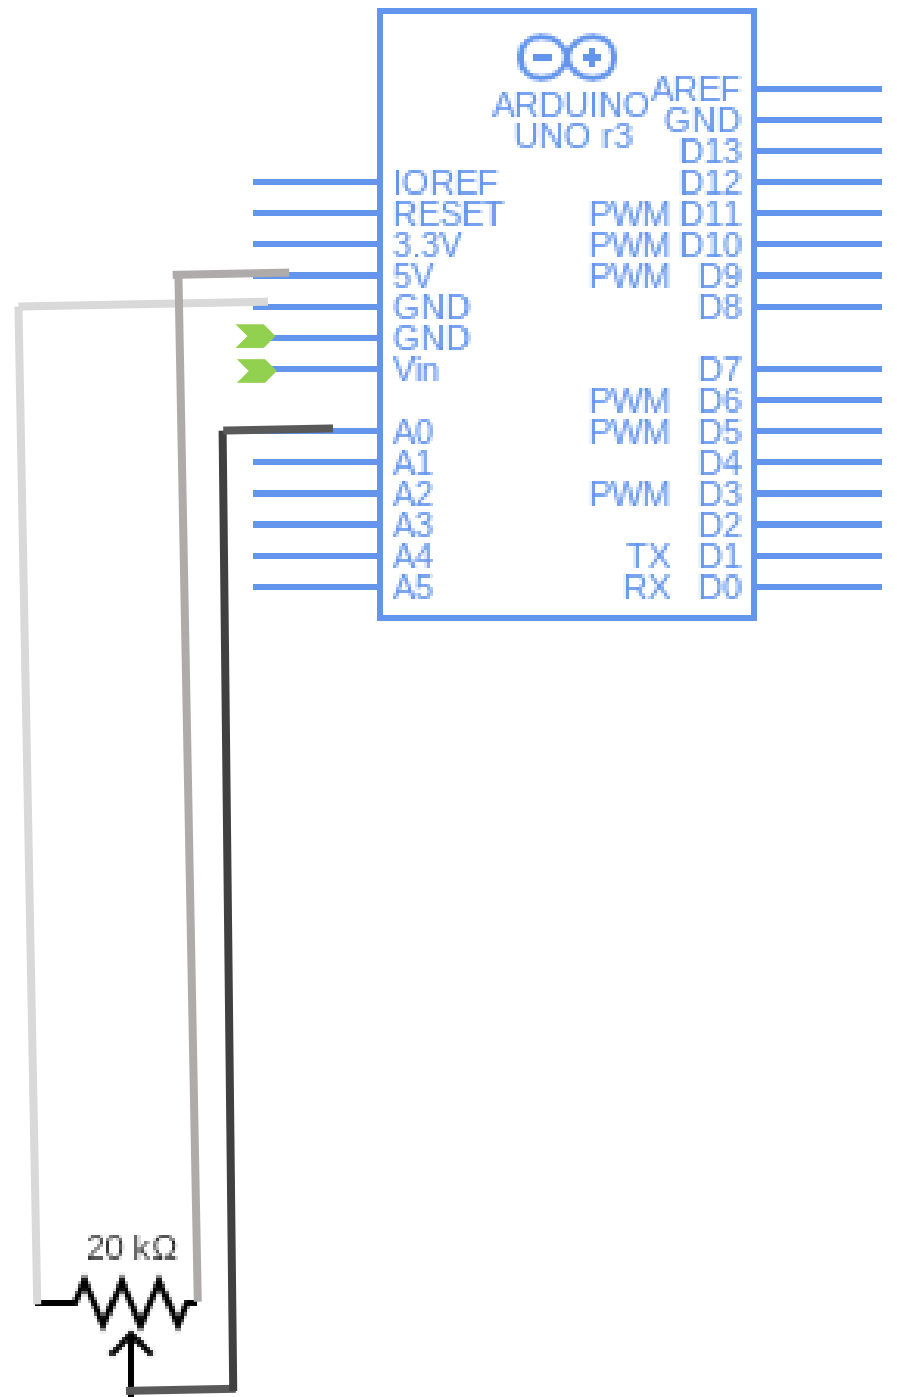 ARDUINO
UNO r3
AREF
GND
D13
IOREF
D12
RESET
PWM D11
3.3V
PWM D10
5V
PWM D9
GND
D8
GND
Vin
D7
PWM D6
A0
PWM D5
A1
D4
A2
PWM D3
A3
D2
A4
TX D1
A5
RX D0
20 kΩ